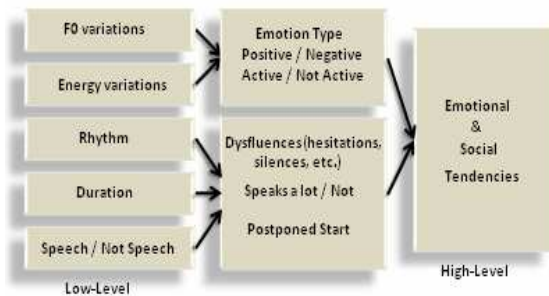 F0 variations
Energy variations
Rhythm
Duration
Speech / Not Speech
Low-Level
Emotion Type
Positive / Negative
Active / Not Active
Dysfluences (hesitations,
silences, etc.)
Speaks a lot / Not
Postponed Start
Emotional
&
Social
Tendencies
High-Level